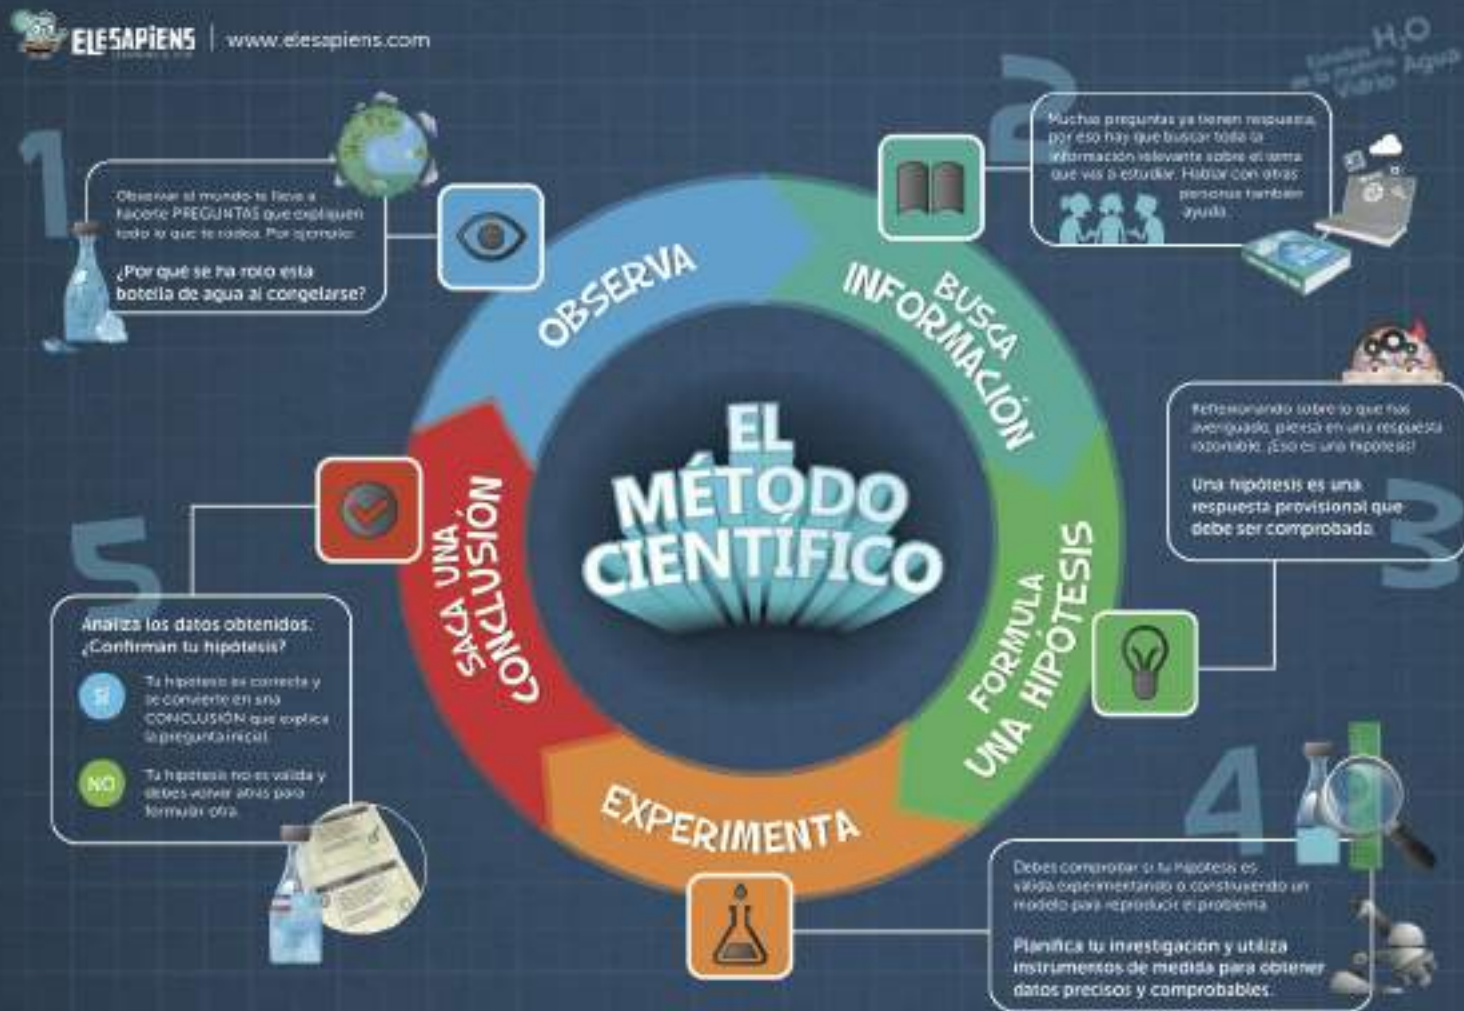 ELESAPIENS | www.elesapiens.com
1
Observar el mundo te lleva a
hacerte PREGUNTAS que expliquen
todo lo que te rodea. Por ejemplo:
¿Por qué se ha roto esta
botella de agua al congelarse?
OBSERVA
2
Muchas preguntas ya tienen respuesta,
por eso hay que buscar toda la
información relevante sobre el tema
que vas a estudiar. Hablar con otras
personas también
ayuda.
H₂O
Estados
de la materia Agua
Vidrio
BUSCA
INFORMACIÓN
3
Reflexionando sobre lo que has
averiguado, piensa en una respuesta
razonable. ¡Eso es una hipótesis!
Una hipótesis es una
respuesta provisional que
debe ser comprobada.
FORMULA
UNA HIPÓTESIS
EL
MÉTODO
CIENTÍFICO
4
Debes comprobar si tu hipótesis es
válida experimentando o construyendo un
modelo para reproducir el problema
Planifica tu investigación y utiliza
instrumentos de medida para obtener
datos precisos y comprobables.
EXPERIMENTA
5
Analiza los datos obtenidos.
¿Confirman tu hipótesis?
SÍ
Tu hipótesis es correcta y
se convierte en una
CONCLUSIÓN que explica
la pregunta inicial.
NO
Tu hipótesis no es válida y
debes volver atrás para
formular otra.
SACA UNA
CONCLUSIÓN